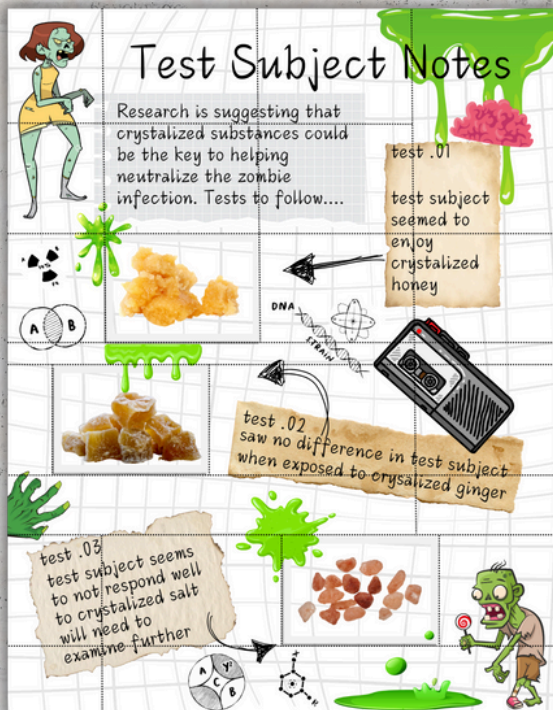 Test Subject Notes
Research is suggesting that
crystalized substances could
be the key to helping
neutralize the zombie
infection. Tests to follow....
test .01
test subject
seemed to
enjoy
crystalized
honey
A B
DNA
STRAIN
test .02
saw no difference in test subject
when exposed to crysalized ginger
test .03
test subject seems
to not respond well
to crystalized salt
will need to
examine further
A Y²
C
B
X
R